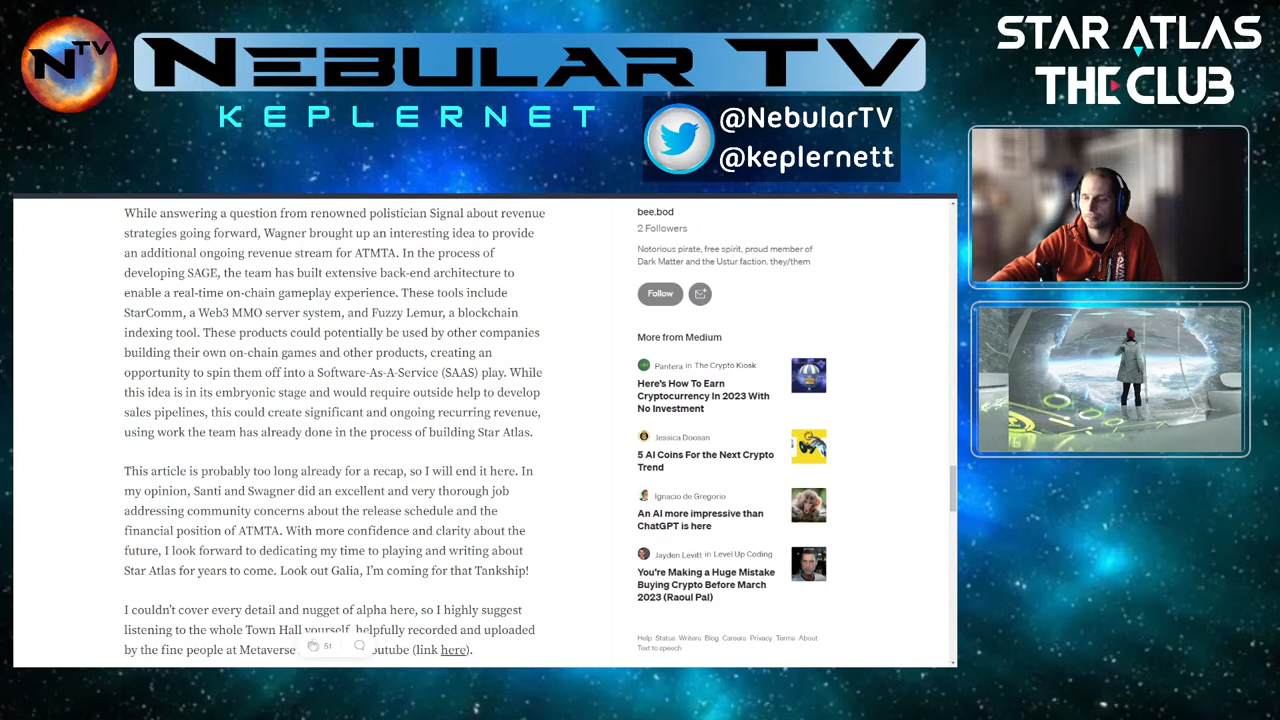 NTV
NEBULAR TV
KEPLERNET
@NebularTV
@keplernett
STAR ATLAS
THE CLUB
While answering a question from renowned polistician Signal about revenue
strategies going forward, Wagner brought up an interesting idea to provide
an additional ongoing revenue stream for ATMTA. In the process of
developing SAGE, the team has built extensive back-end architecture to
enable a real-time on-chain gameplay experience. These tools include
StarComm, a Web3 MMO server system, and Fuzzy Lemur, a blockchain
indexing tool. These products could potentially be used by other companies
building their own on-chain games and other products, creating an
opportunity to spin them off into a Software-As-A-Service (SAAS) play. While
this idea is in its embryonic stage and would require outside help to develop
sales pipelines, this could create significant and ongoing recurring revenue,
using work the team has already done in the process of building Star Atlas.
This article is probably too long already for a recap, so I will end it here. In
my opinion, Santi and Swagner did an excellent and very thorough job
addressing community concerns about the release schedule and the
financial position of ATMTA. With more confidence and clarity about the
future, I look forward to dedicating my time to playing and writing about
Star Atlas for years to come. Look out Galia, I'm coming for that Tankship!
I couldn't cover every detail and nugget of alpha here, so I highly suggest
listening to the whole Town Hall yourself, helpfully recorded and uploaded
by the fine people at Metaverse outube (link here).
51
bee.bod
2 Followers
Notorious pirate, free spirit, proud member of
Dark Matter and the Ustur faction. they/them
Follow
More from Medium
Pantera in The Crypto Kiosk
Here's How To Earn
Cryptocurrency In 2023 With
No Investment
Jessica Doosan
5 AI Coins For the Next Crypto
Trend
Ignacio de Gregorio
An AI more impressive than
ChatGPT is here
Jayden Levitt in Level Up Coding
You're Making a Huge Mistake
Buying Crypto Before March
2023 (Raoul Pal)
Help Status Writers Blog Careers Privacy Terms About
Text to speech